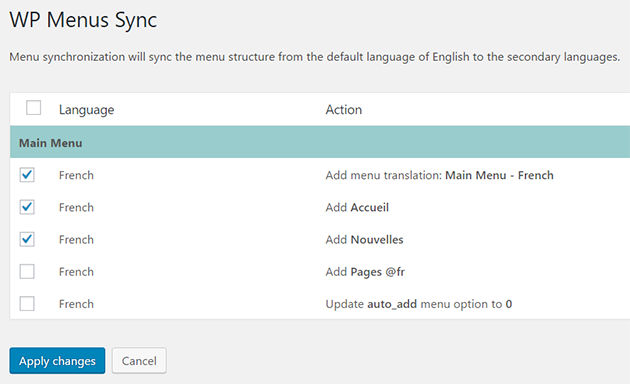 WP Menus Sync
Menu synchronization will sync the menu structure from the default language of English to the secondary languages.
Language Action
Main Menu
French Add menu translation: Main Menu - French
French Add Accueil
French Add Nouvelles
French Add Pages @fr
French Update auto_add menu option to 0
Apply changes Cancel